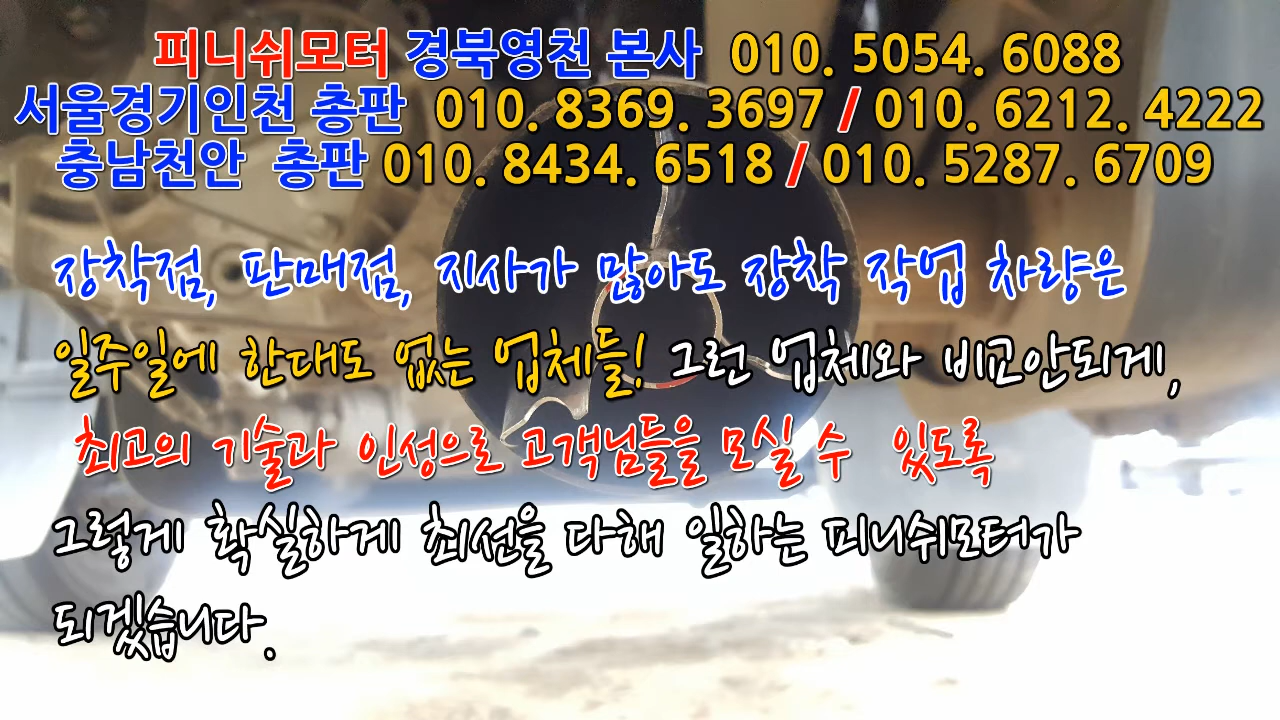 피니쉬모터 경북영천 본사 010. 5054. 6088
서울경기인천 총판 010. 8369. 3697 / 010. 6212. 4222
충남천안 총판 010. 8434. 6518 / 010. 5287. 6709
장착점, 판매점, 지사가 많아도 장착 작업 차량은
일주일에 한대도 없는 업체들! 그런 업체와 비교안되게,
최고의 기술과 인성으로 고객님들을 모실 수 있도록
그렇게 확실하게 최선을 다해 일하는 피니쉬모터가
되겠습니다.